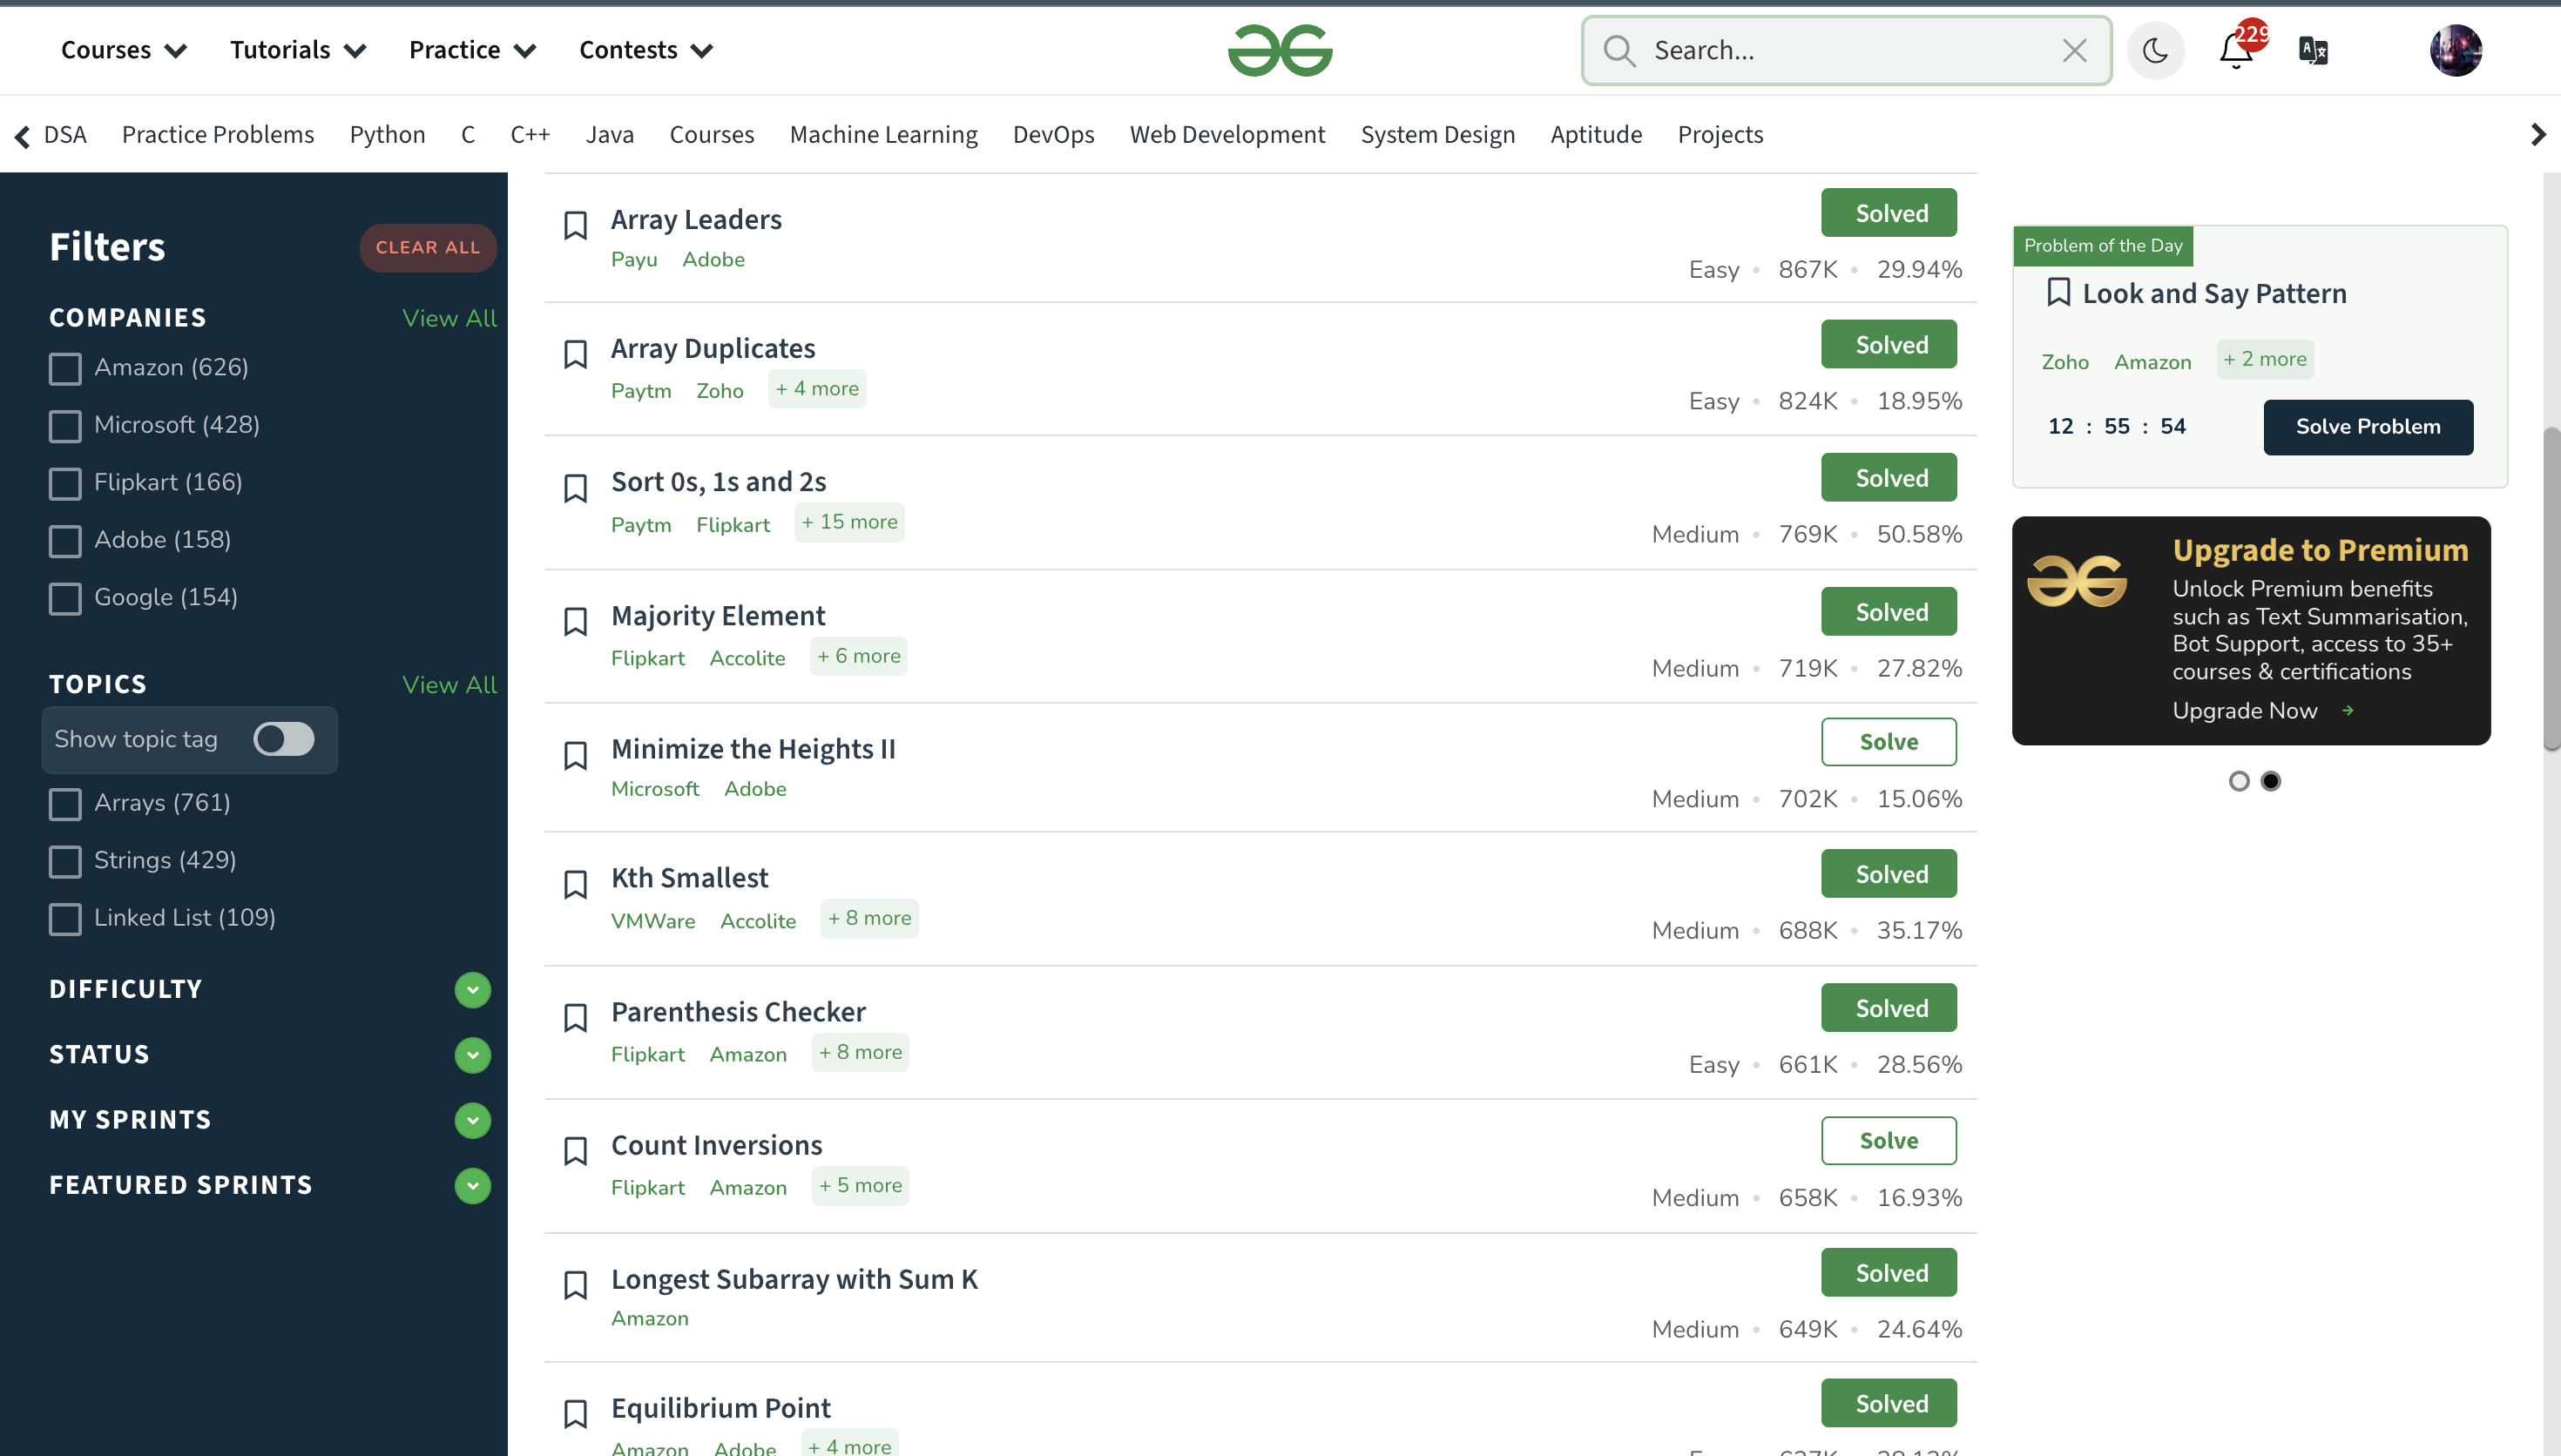 Courses
Tutorials
Practice
Contests
Search...
229
DSA
Practice Problems
Python
C
C++
Java
Courses
Machine Learning
DevOps
Web Development
System Design
Aptitude
Projects
Filters
CLEAR ALL
COMPANIES
View All
Amazon (626)
Microsoft (428)
Flipkart (166)
Adobe (158)
Google (154)
TOPICS
View All
Show topic tag
Arrays (761)
Strings (429)
Linked List (109)
DIFFICULTY
STATUS
MY SPRINTS
FEATURED SPRINTS
Array Leaders
Solved
Payu Adobe
Easy • 867K • 29.94%
Array Duplicates
Solved
Paytm Zoho + 4 more
Easy • 824K • 18.95%
Sort 0s, 1s and 2s
Solved
Paytm Flipkart + 15 more
Medium • 769K • 50.58%
Majority Element
Solved
Flipkart Accolite + 6 more
Medium • 719K • 27.82%
Minimize the Heights II
Solve
Microsoft Adobe
Medium • 702K • 15.06%
Kth Smallest
Solved
VMWare Accolite + 8 more
Medium • 688K • 35.17%
Parenthesis Checker
Solved
Flipkart Amazon + 8 more
Easy • 661K • 28.56%
Count Inversions
Solve
Flipkart Amazon + 5 more
Medium • 658K • 16.93%
Longest Subarray with Sum K
Solved
Amazon
Medium • 649K • 24.64%
Equilibrium Point
Solved
Amazon Adobe + 4 more
Problem of the Day
Look and Say Pattern
Zoho Amazon + 2 more
12 : 55 : 54
Solve Problem
Upgrade to Premium
Unlock Premium benefits
such as Text Summarisation,
Bot Support, access to 35+
courses & certifications
Upgrade Now